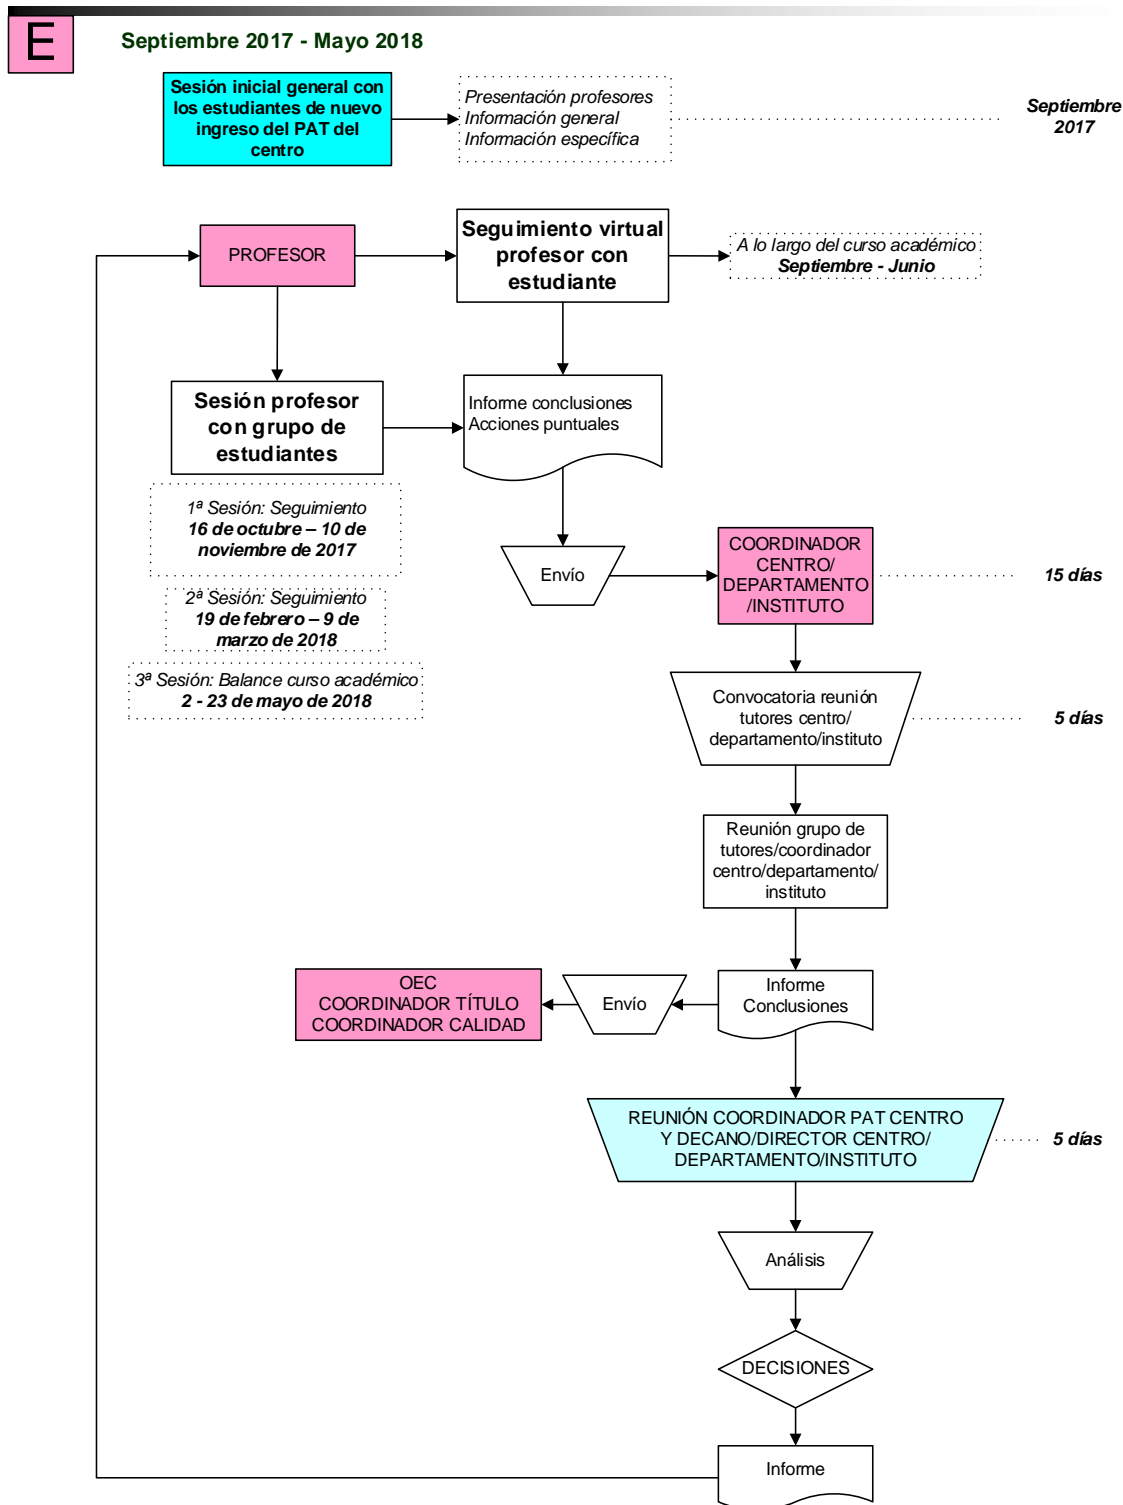 E
Septiembre 2017 - Mayo 2018
Sesión inicial general con
los estudiantes de nuevo
ingreso del PAT del
centro
Presentación profesores
Información general
Información específica
Septiembre
2017
PROFESOR
Seguimiento virtual
profesor con
estudiante
A lo largo del curso académico
Septiembre - Junio
Sesión profesor
con grupo de
estudiantes
Informe conclusiones
Acciones puntuales
1ª Sesión: Seguimiento
16 de octubre – 10 de
noviembre de 2017
2ª Sesión: Seguimiento
19 de febrero – 9 de
marzo de 2018
3ª Sesión: Balance curso académico
2 - 23 de mayo de 2018
Envío
COORDINADOR
CENTRO/
DEPARTAMENTO
/INSTITUTO
15 días
Convocatoria reunión
tutores centro/
departamento/instituto
5 días
Reunión grupo de
tutores/coordinador
centro/departamento/
instituto
OEC
COORDINADOR TÍTULO
COORDINADOR CALIDAD
Envío
Informe
Conclusiones
REUNIÓN COORDINADOR PAT CENTRO
Y DECANO/DIRECTOR CENTRO/
DEPARTAMENTO/INSTITUTO
5 días
Análisis
DECISIONES
Informe